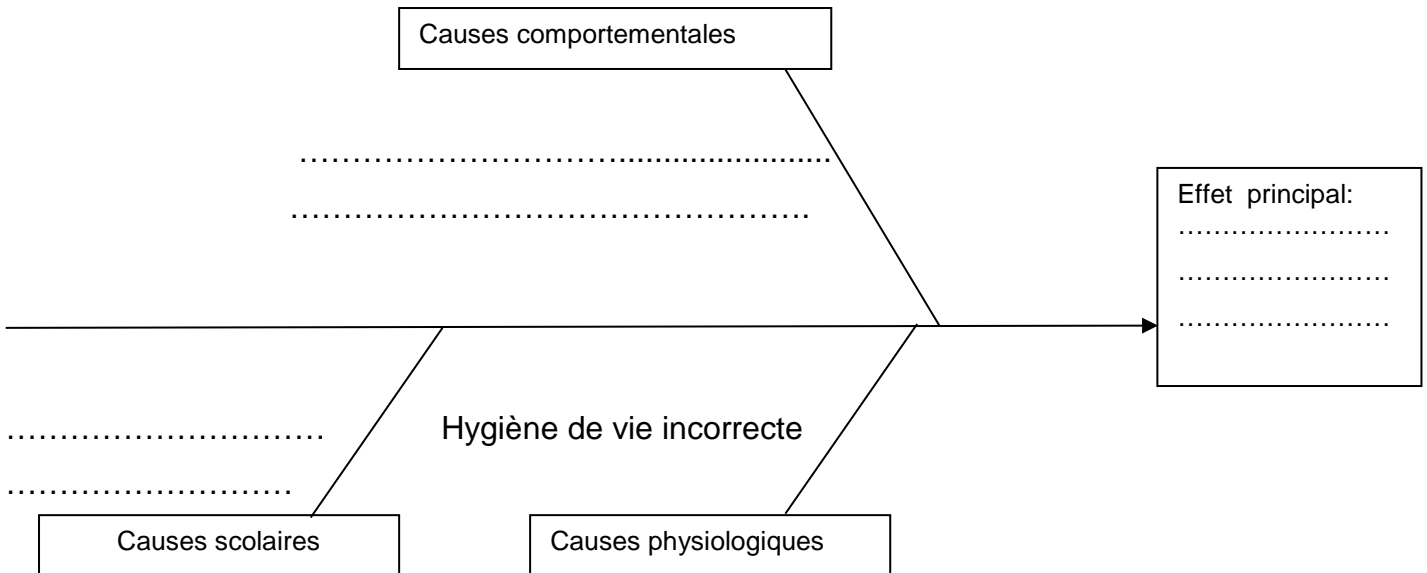 Causes comportementales
……………………………………………
……………………………………………
Effet principal:
……………………
……………………
……………………
…………………………
Hygiène de vie incorrecte
………………………
Causes scolaires
Causes physiologiques